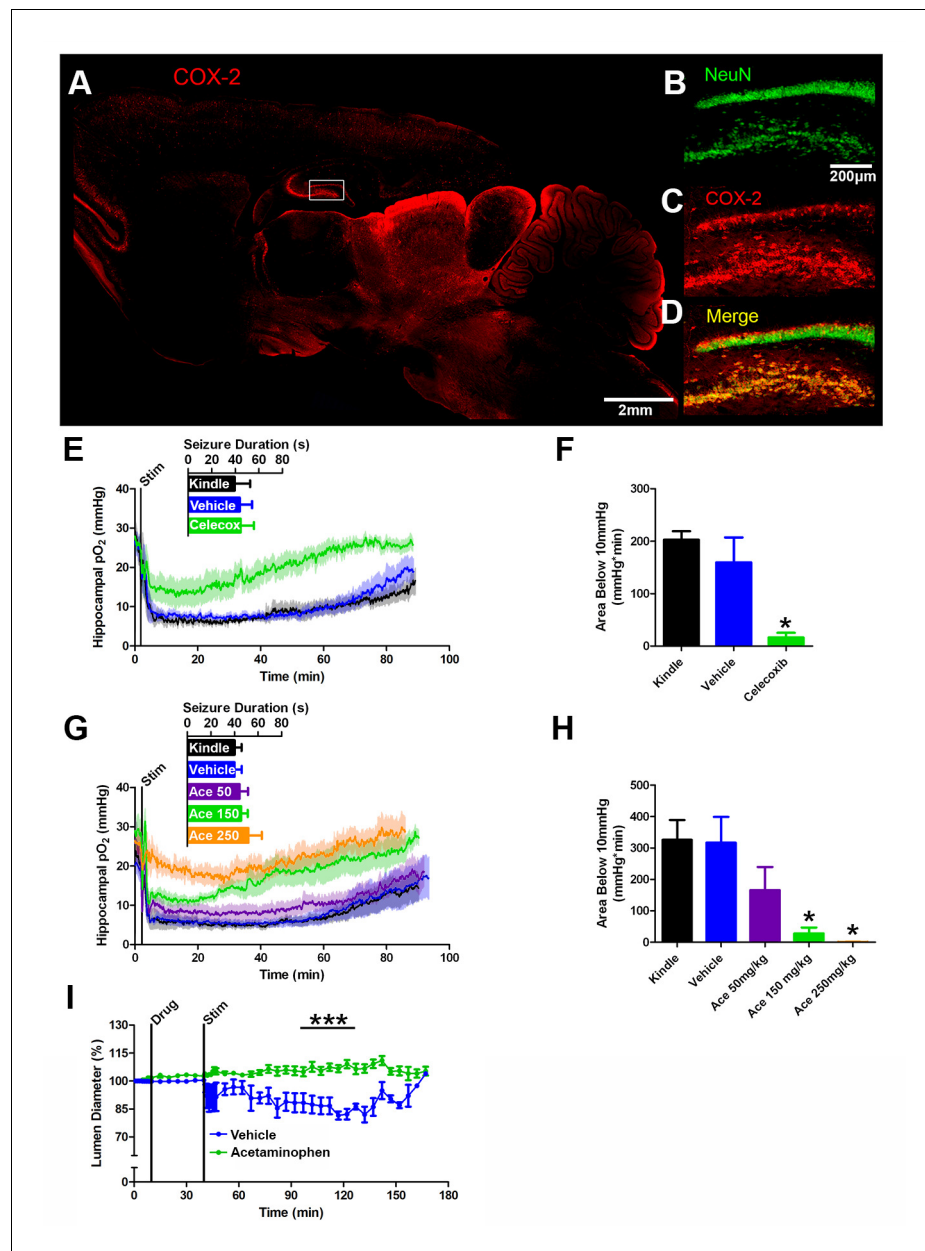 A
COX-2
B
NeuN
200µm
C
COX-2
D
Merge
2mm
E
Seizure Duration (s)
0 20 40 60 80
Stim
Kindle
Vehicle
Celecox
40
30
20
10
0
Hippocampal pO2 (mmHg)
0 20 40 60 80 100
Time (min)
F
300
200
100
0
Area Below 10mmHg
(mmHg*min)
*
Kindle
Vehicle
Celecoxib
G
Seizure Duration (s)
0 20 40 60 80
Stim
Kindle
Vehicle
Ace 50
Ace 150
Ace 250
40
30
20
10
0
Hippocampal pO2 (mmHg)
0 20 40 60 80 100
Time (min)
H
500
400
300
200
100
0
Area Below 10mmHg
(mmHg*min)
* *
Kindle
Vehicle
Ace 50mg/kg
Ace 150 mg/kg
Ace 250mg/kg
I
Drug
Stim
***
130
115
100
85
70
0
Lumen Diameter (%)
Vehicle
Acetaminophen
0 30 60 90 120 150 180
Time (min)